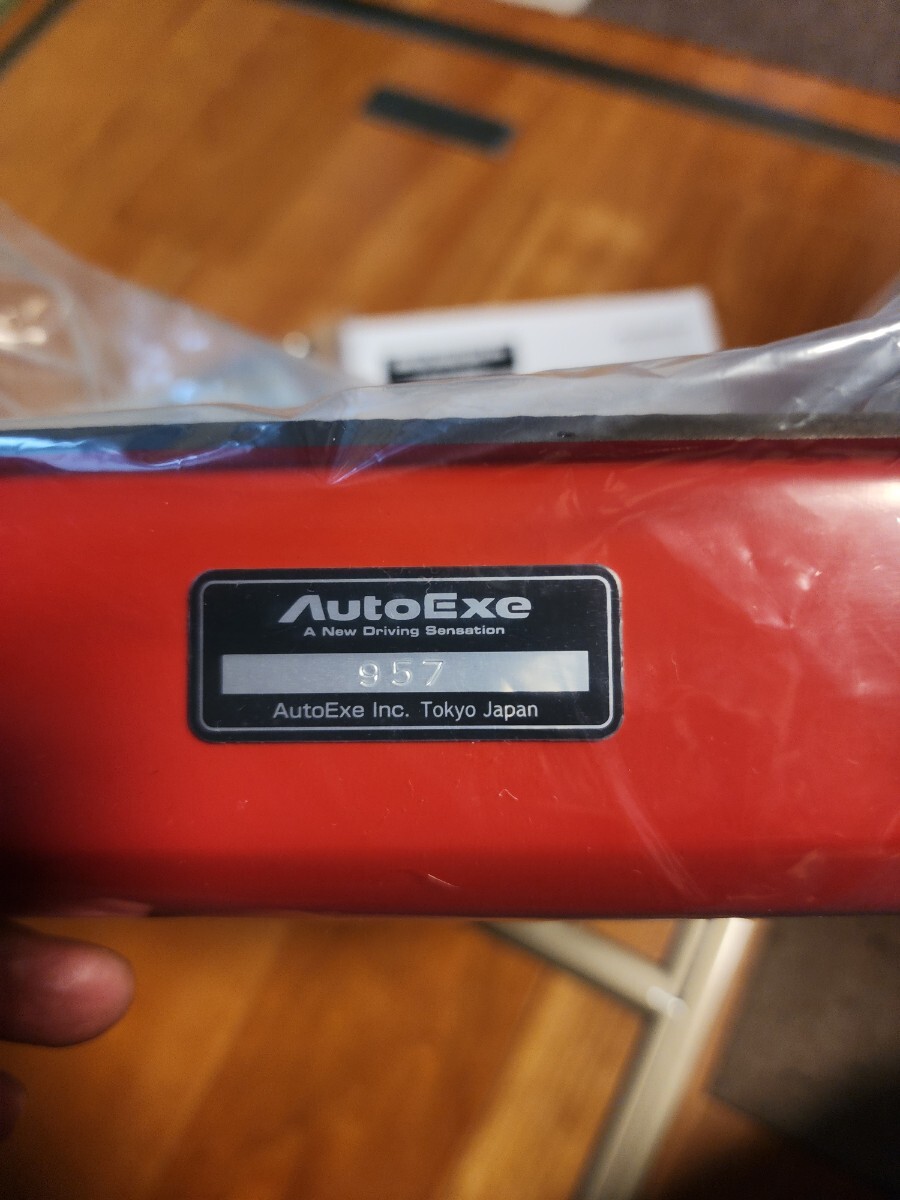 AutoExe
A New Driving Sensation
957
AutoExe Inc. Tokyo Japan